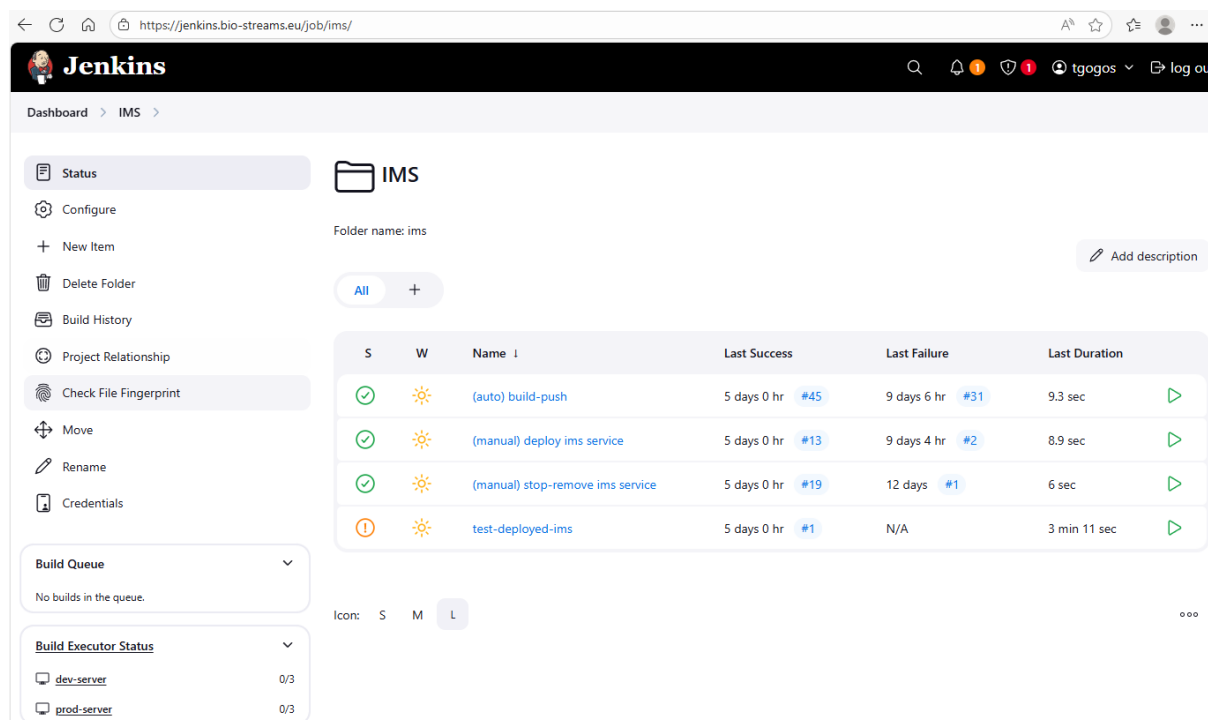 https://jenkins.bio-streams.eu/job/ims/
Jenkins
1
1
tgogos
log ou
Dashboard > IMS >
Status
Configure
New Item
Delete Folder
Build History
Project Relationship
Check File Fingerprint
Move
Rename
Credentials
Build Queue
No builds in the queue.
Build Executor Status
dev-server 0/3
prod-server 0/3
IMS
Folder name: ims
Add description
All +
S W Name ↓ Last Success Last Failure Last Duration
(auto) build-push 5 days 0 hr #45 9 days 6 hr #31 9.3 sec
(manual) deploy ims service 5 days 0 hr #13 9 days 4 hr #2 8.9 sec
(manual) stop-remove ims service 5 days 0 hr #19 12 days #1 6 sec
test-deployed-ims 5 days 0 hr #1 N/A 3 min 11 sec
Icon: S M L